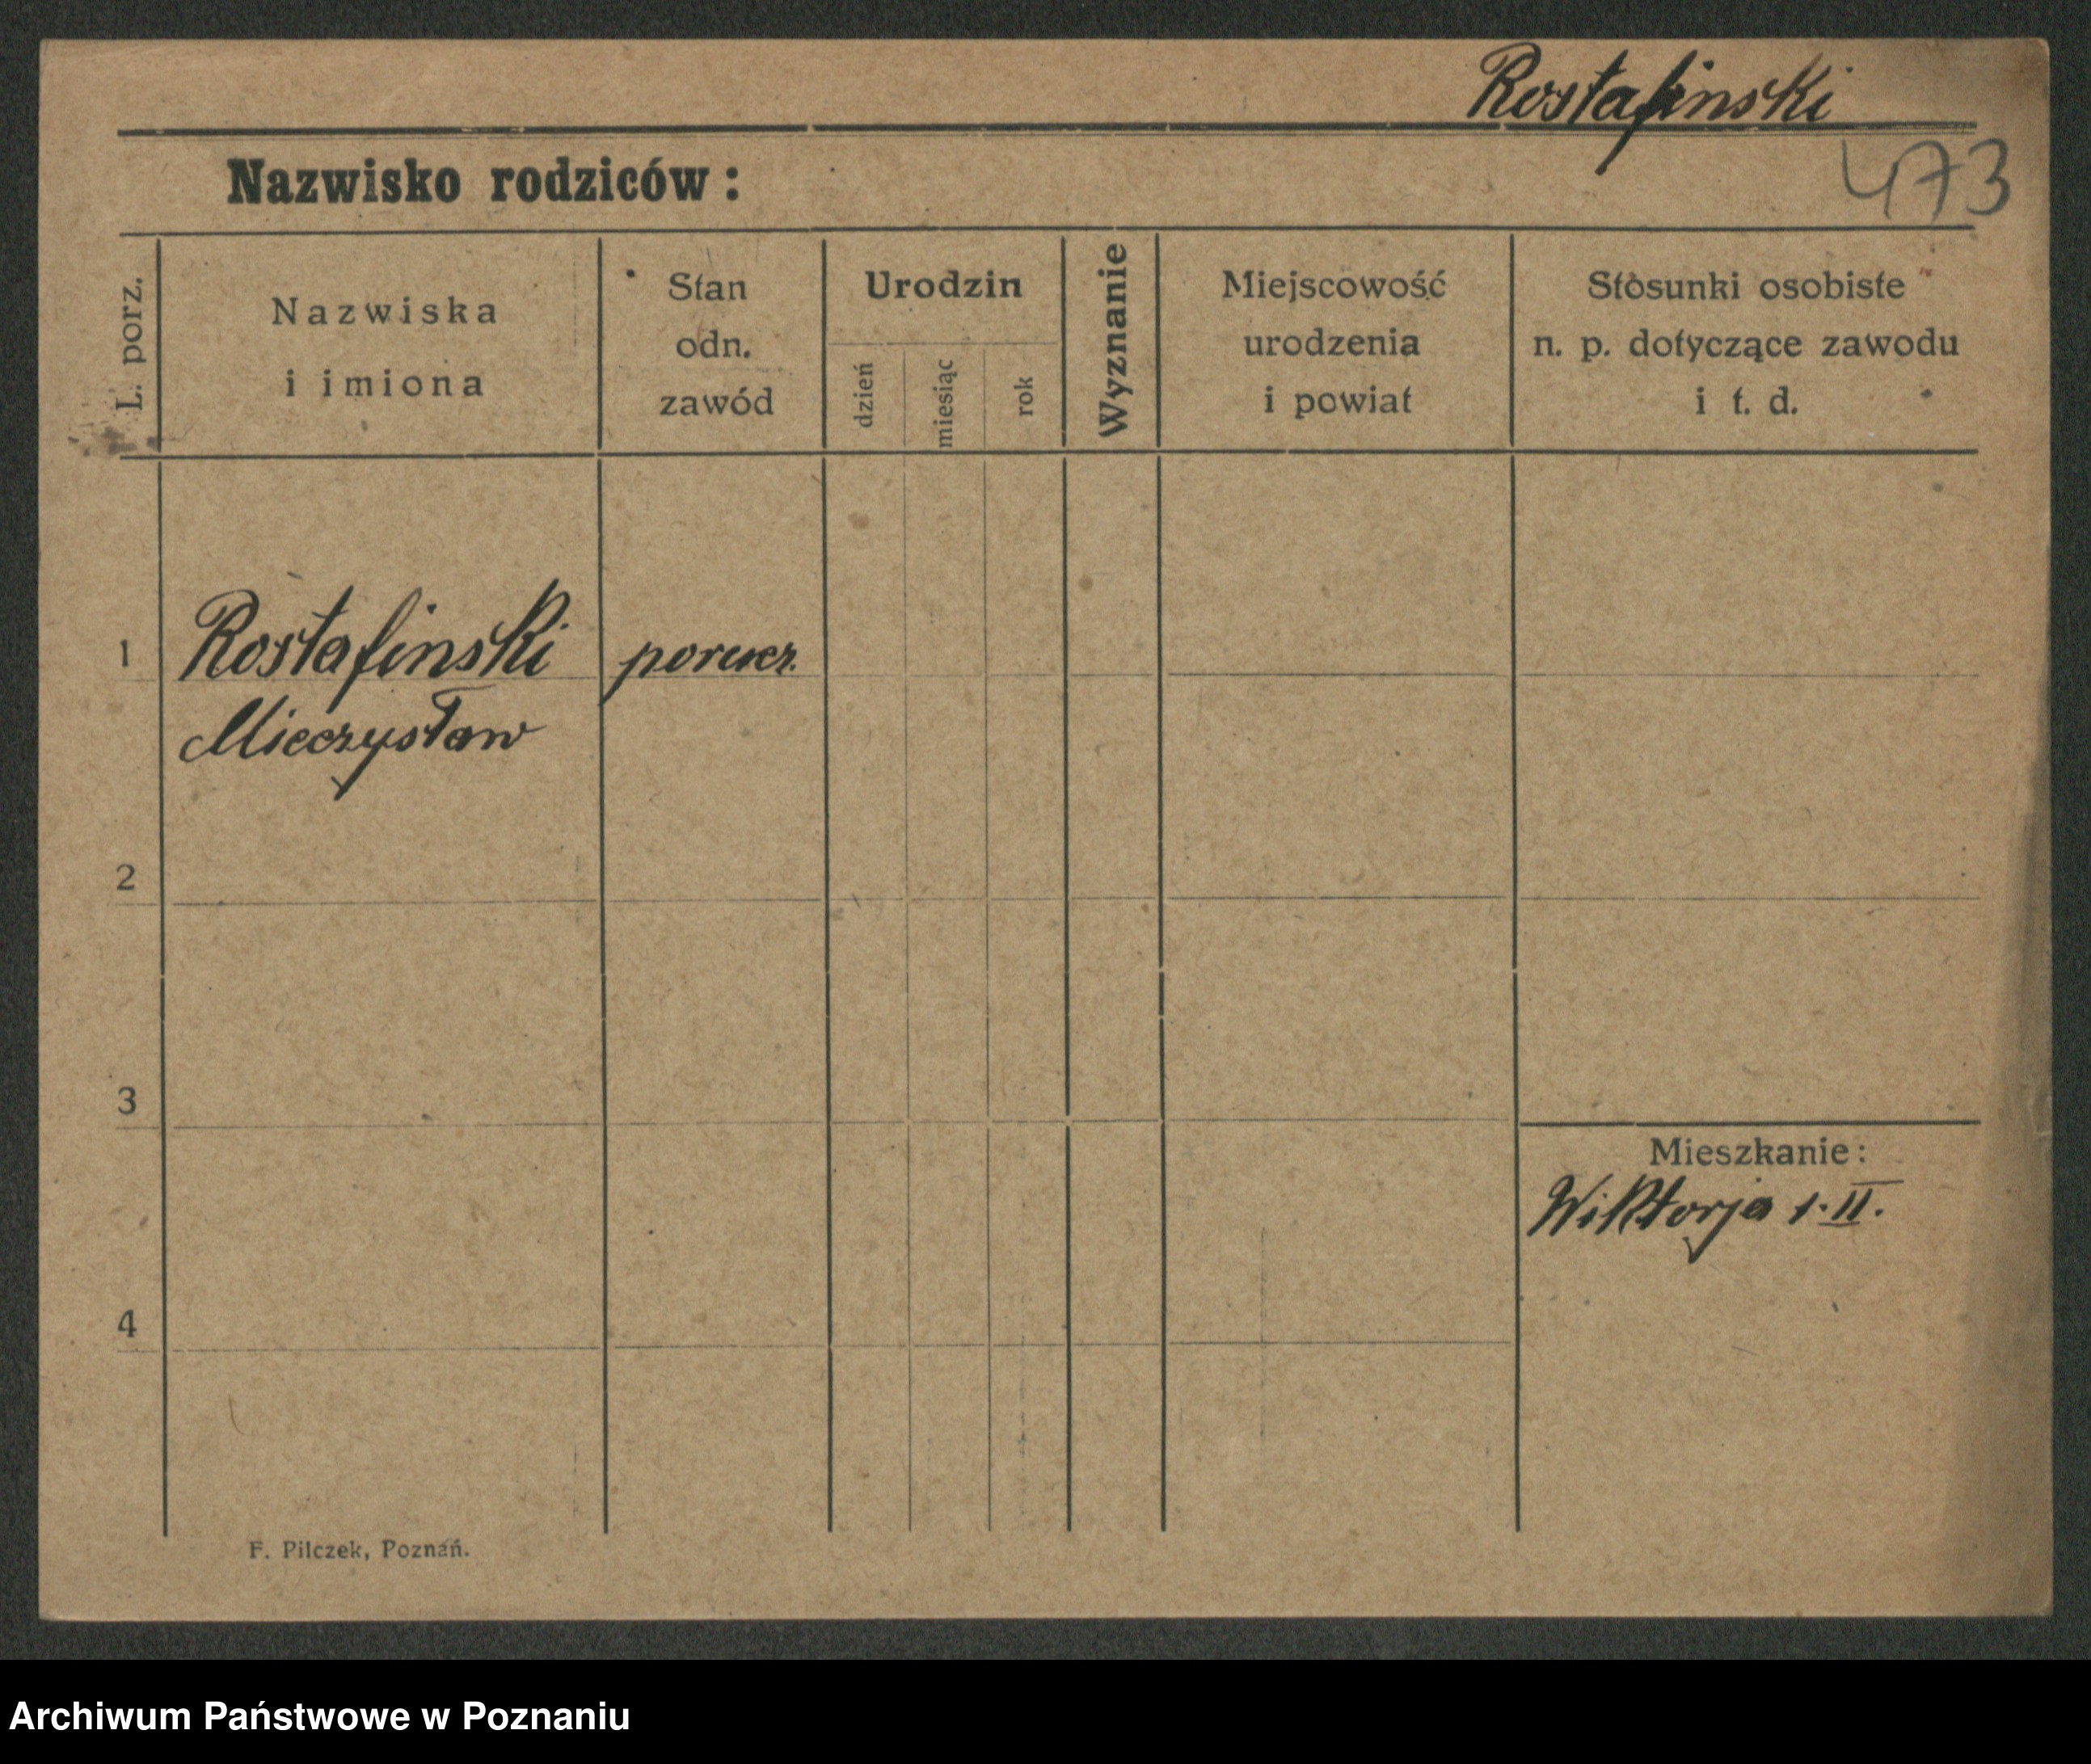 Rostafinski
473
Nazwisko rodziców:
L. porz.
Nazwiska
i imiona
Stan
odn.
zawód
Urodzin
dzień
miesiąc
rok
Wyznanie
Miejscowość
urodzenia
i powiat
Stosunki osobiste
n. p. dotyczące zawodu
i t. d.
1 Rostafinski porucz.
Mieczysław
2
3
Mieszkanie:
Wiktorja 1. II.
4
F. Pilczek, Poznań.
Archiwum Państwowe w Poznaniu